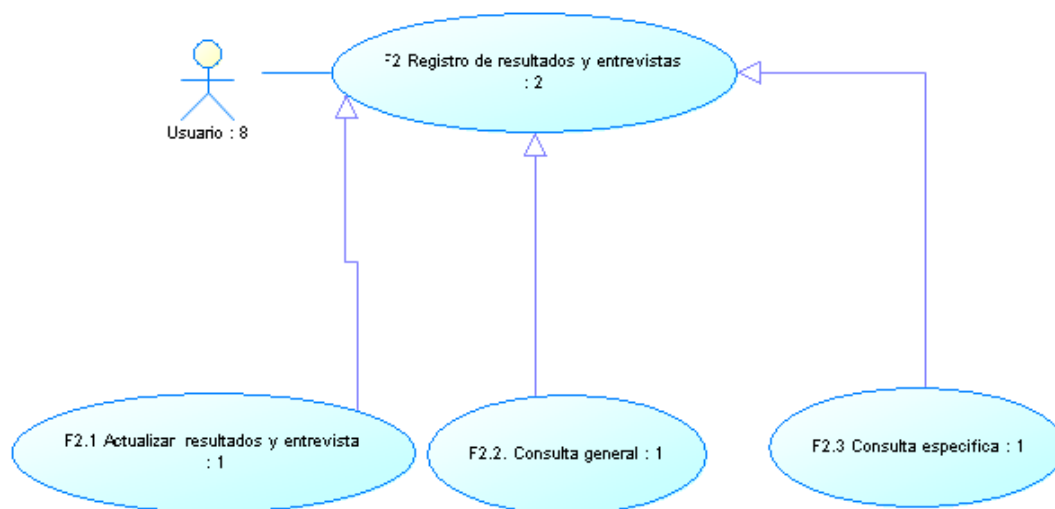 F2 Registro de resultados y entrevistas
: 2
Usuario : 8
F2.1 Actualizar resultados y entrevista
: 1
F2.2. Consulta general : 1
F2.3 Consulta especifica : 1